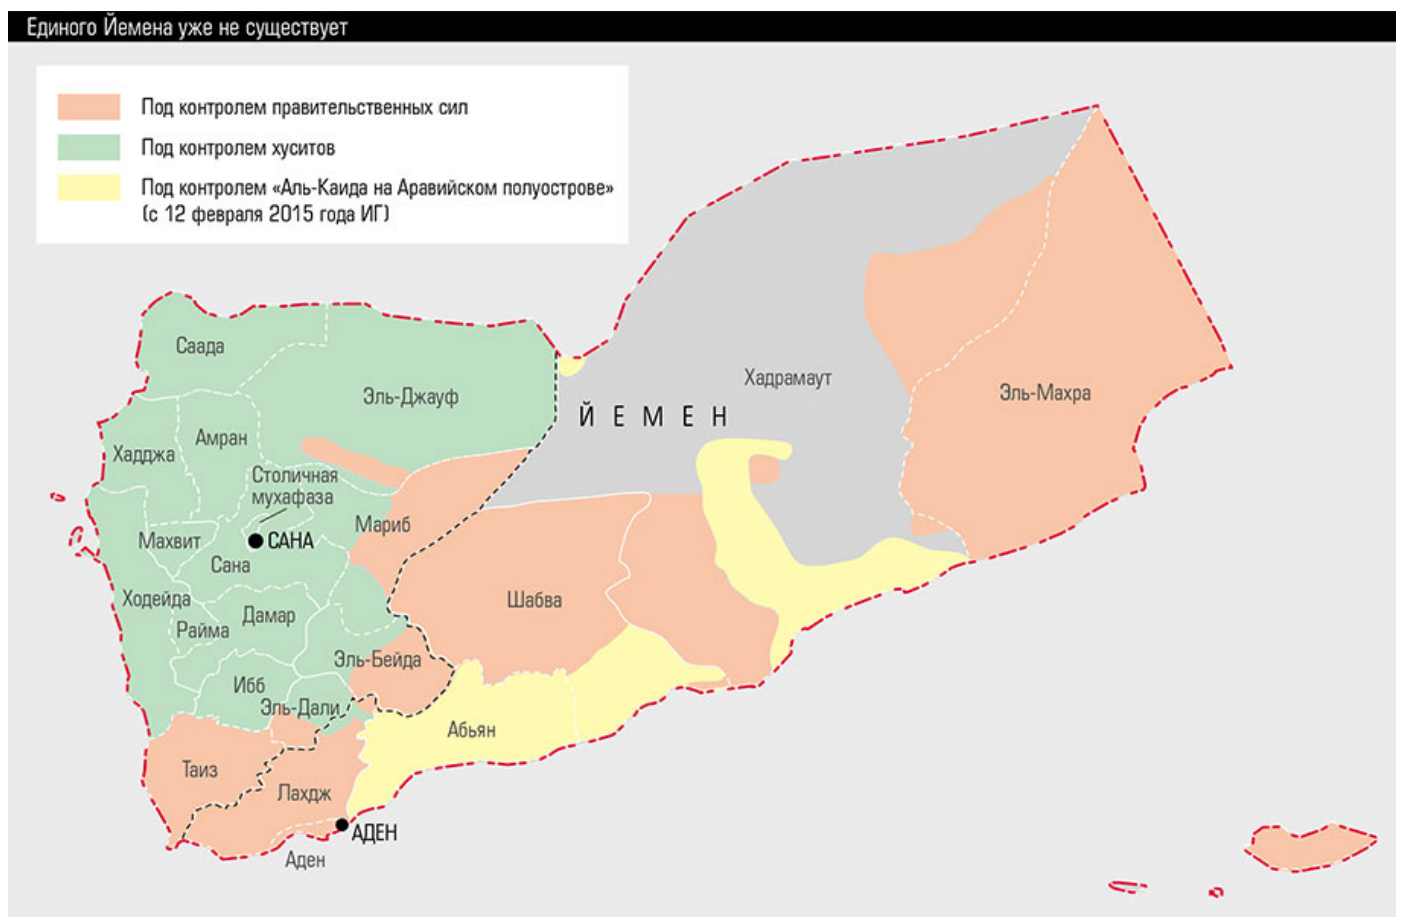 Единого Йемена уже не существует
Под контролем правительственных сил
Под контролем хуситов
Под контролем «Аль-Каида на Аравийском полуострове»
(с 12 февраля 2015 года ИГ)
Саада
Эль-Джауф
Хадрамаут
Эль-Махра
ЙЕМЕН
Амран
Хаджжа
Столичная
мухафаза
Мариб
Махвит
САНА
Сана
Ходейда
Шабва
Дамар
Райма
Эль-Бейда
Ибб
Эль-Дали
Абьян
Таиз
Лахдж
АДЕН
Аден